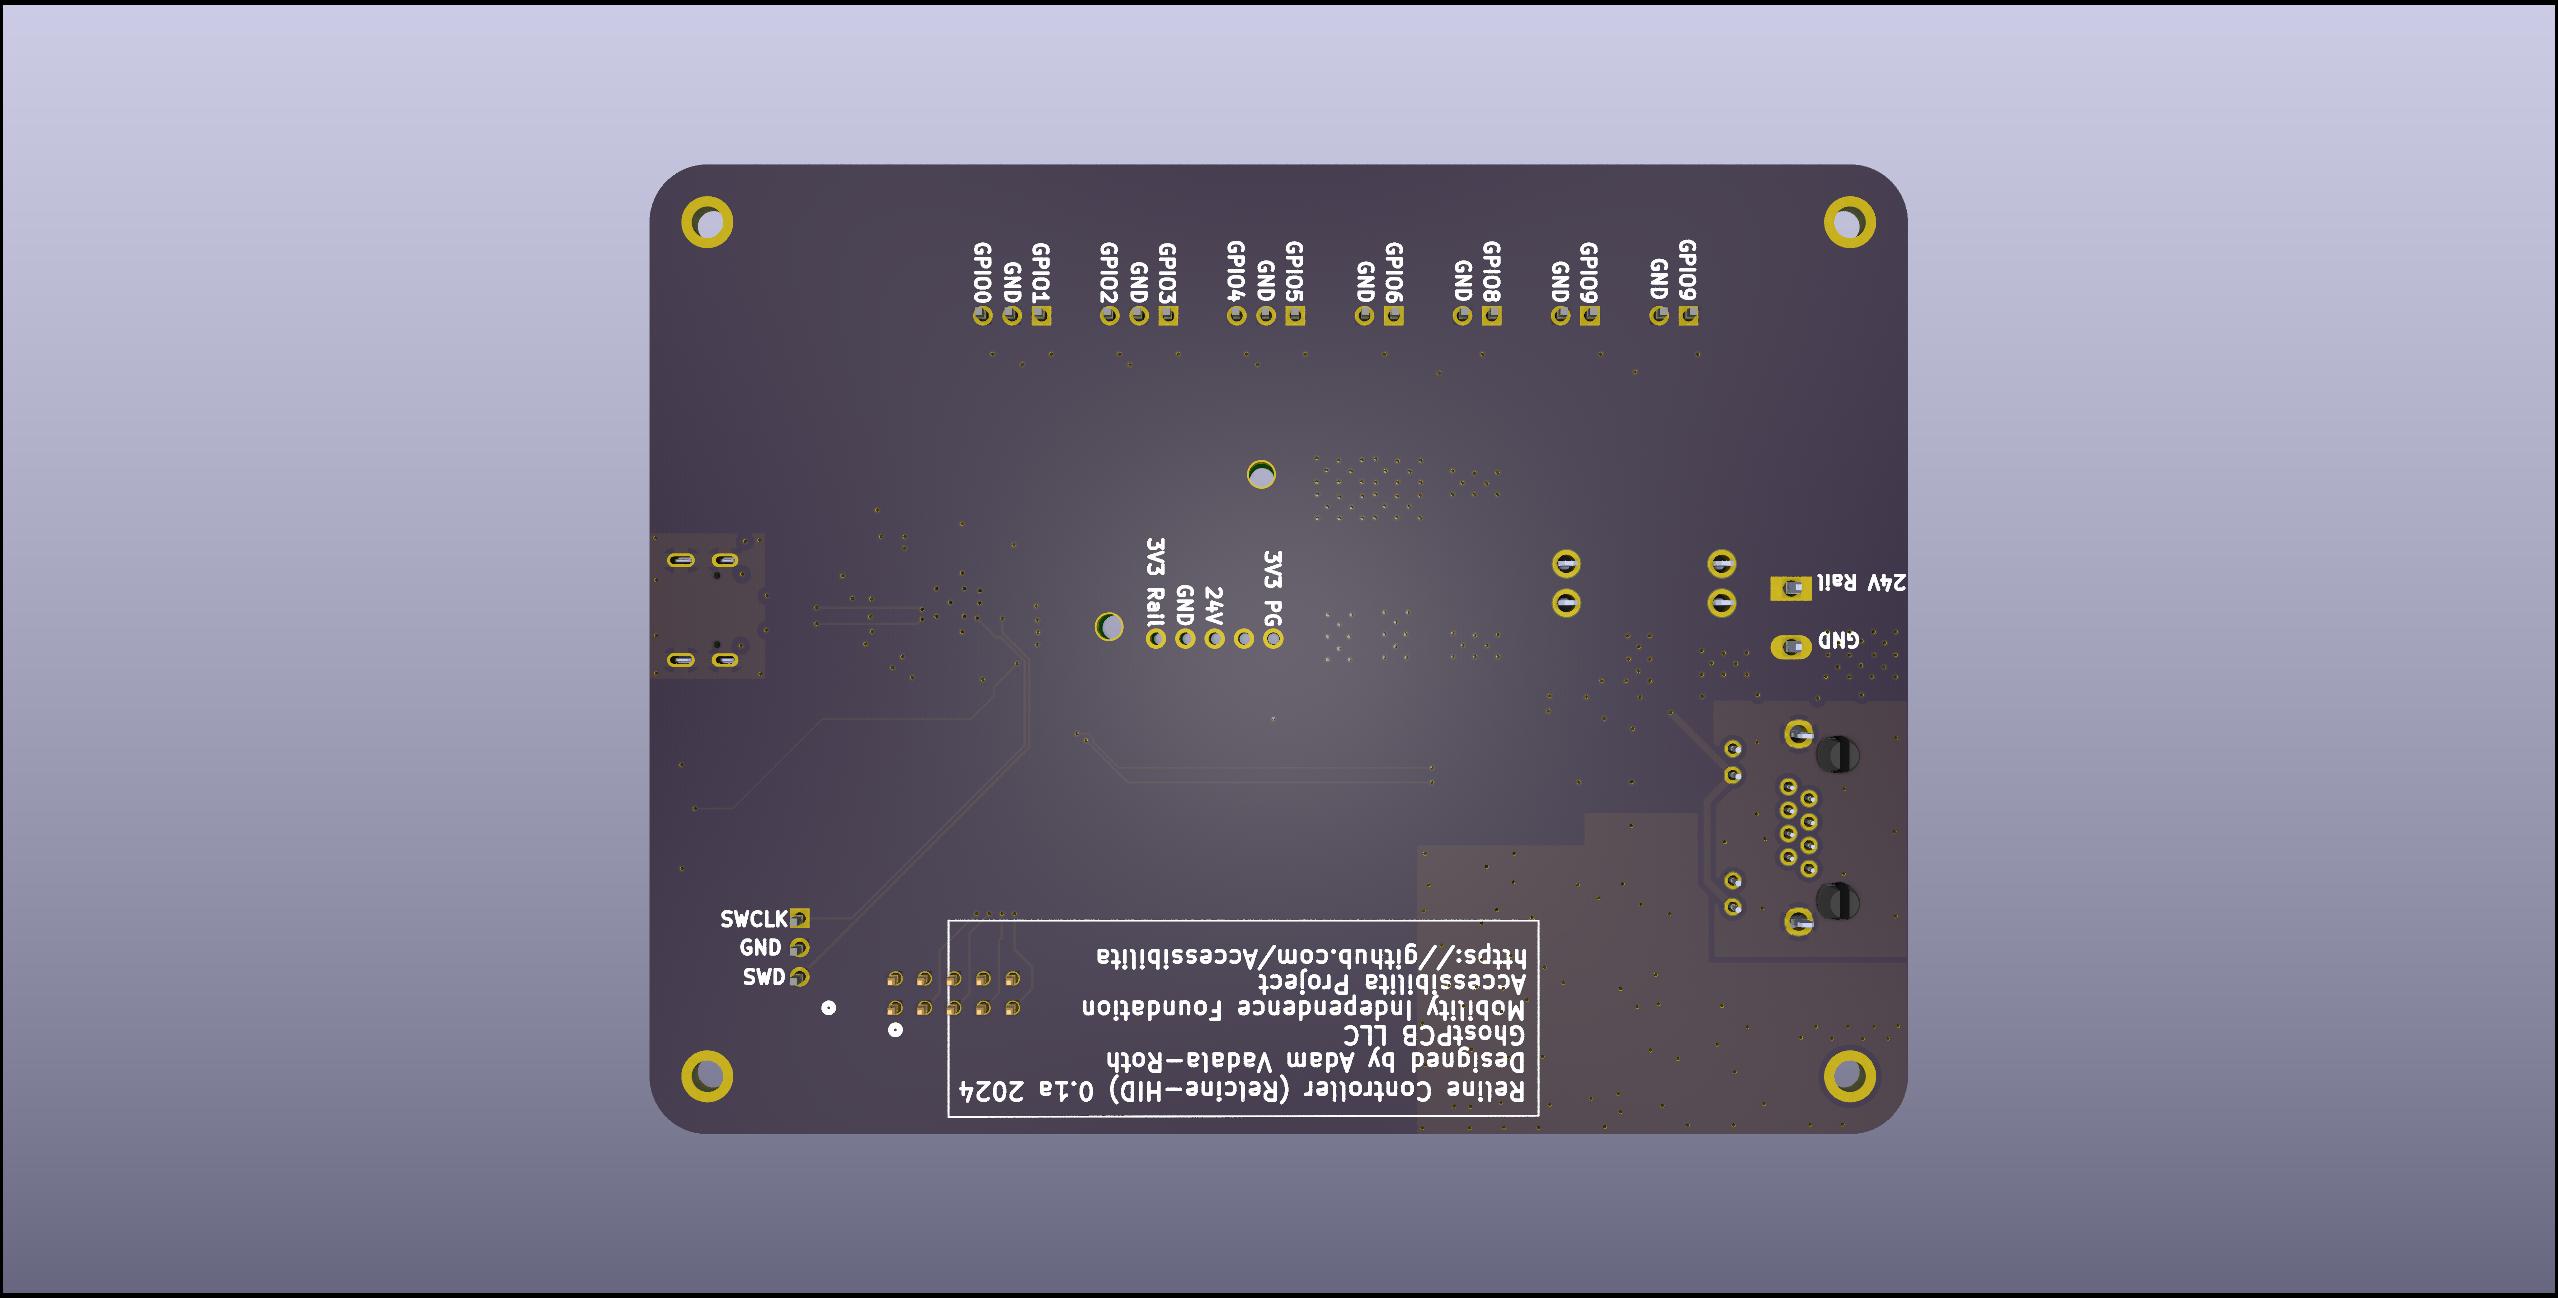 GPIO0
GND
GPIO1
GPIO2
GND
GPIO3
GPIO4
GND
GPIO5
GND
GPIO6
GND
GPIO8
GND
GPIO9
GND
GPIO9
3V3 Rail
GND
24V
3V3 PG
24V Rail
GND
SWCLK
GND
SWD
Reline Controller (Relcine-HID) 0.1a 2024
Designed by Adam Vadala-Roth
GhostPCB LLC
Mobility Independence Foundation
Accessibilita Project
https://github.com/Accessibilita